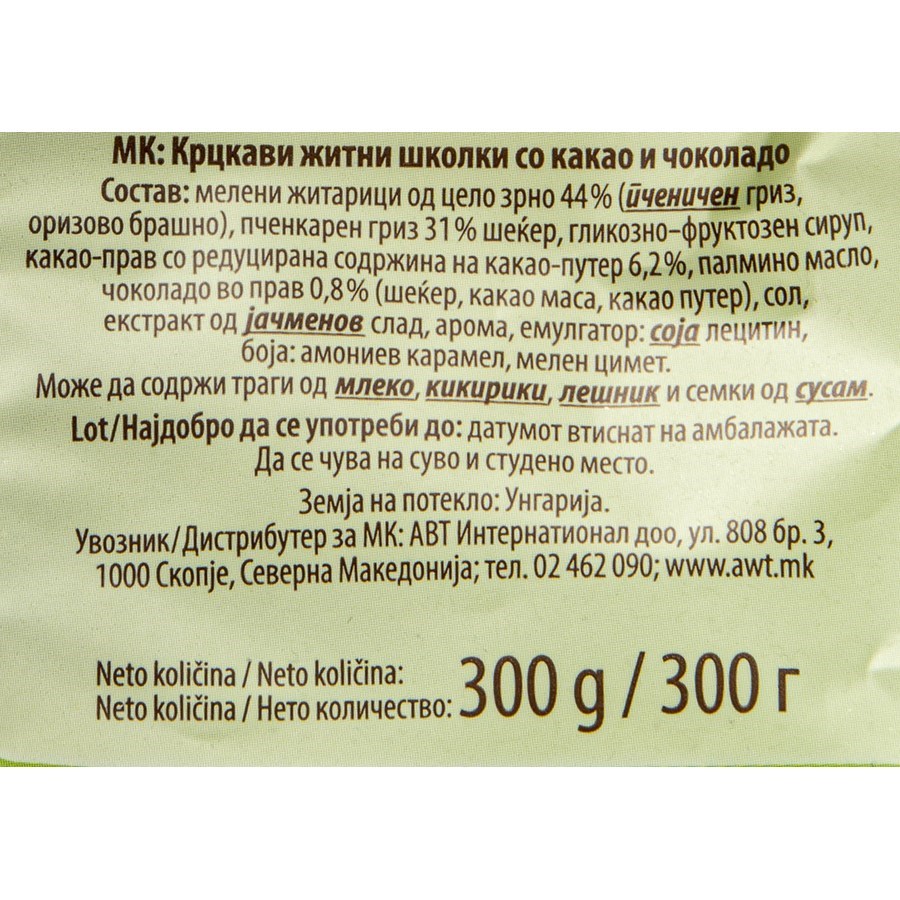 МК: Крцкави житни школки со какао и чоколадо
Состав: мелени житарици од цело зрно 44% (пченичен гриз,
оризово брашно), пченкарен гриз 31% шеќер, гликозно-фруктозен сируп,
какао-прав со редуцирана содржина на какао-путер 6,2%, палмино масло,
чоколадо во прав 0,8% (шеќер, какао маса, какао путер), сол,
екстракт од јачменов слад, арома, емулгатор: соја лецитин,
боја: амониев карамел, мелен цимет.
Може да содржи траги од млеко, кикирики, лешник и семки од сусам.
Lot/Најдобро да се употреби до: датумот втиснат на амбалажата.
Да се чува на суво и студено место.
Земја на потекло: Унгарија.
Увозник/Дистрибутер за МК: АВТ Интернатионал доо, ул. 808 бр. 3,
1000 Скопје, Северна Македонија; тел. 02 462 090; www.awt.mk
Neto količina / Neto količina:
Neto količina / Нето количество: 300 g / 300 г